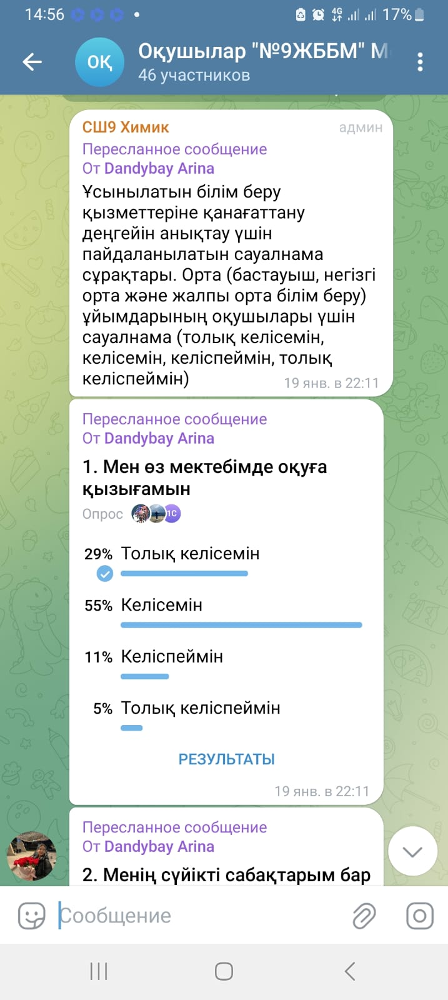 14:56
4G
17%
ОҚ
Оқушылар "№9ЖББМ" М
46 участников
СШ9 Химик
админ
Пересланное сообщение
От Dandybay Arina
Ұсынылатын білім беру
қызметтеріне қанағаттану
деңгейін анықтау үшін
пайдаланылатын сауалнама
сұрақтары. Орта (бастауыш, негізгі
орта және жалпы орта білім беру)
ұйымдарының оқушылары үшін
сауалнама (толық келісемін,
келісемін, келіспеймін, толық
келіспеймін)
19 янв. в 22:11
Пересланное сообщение
От Dandybay Arina
1. Мен өз мектебімде оқуға
қызығамын
Опрос
1С
29% Толық келісемін
55% Келісемін
11% Келіспеймін
5% Толық келіспеймін
РЕЗУЛЬТАТЫ
19 янв. в 22:11
Пересланное сообщение
От Dandybay Arina
2. Менің сүйікті сабақтарым бар
Сообщение